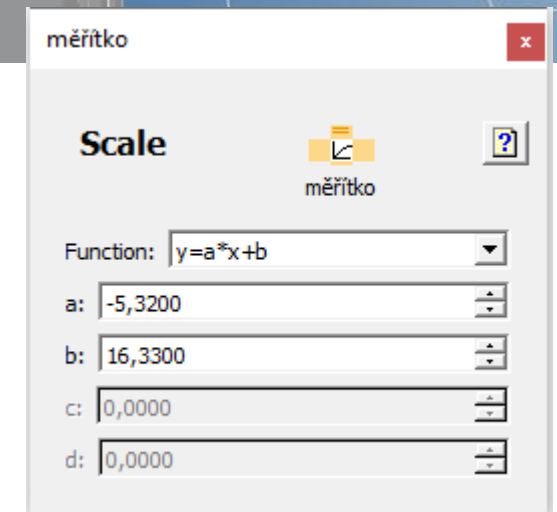 měřítko
x
Scale
?
měřítko
Function: y=a*x+b
a: -5,3200
b: 16,3300
c: 0,0000
d: 0,0000